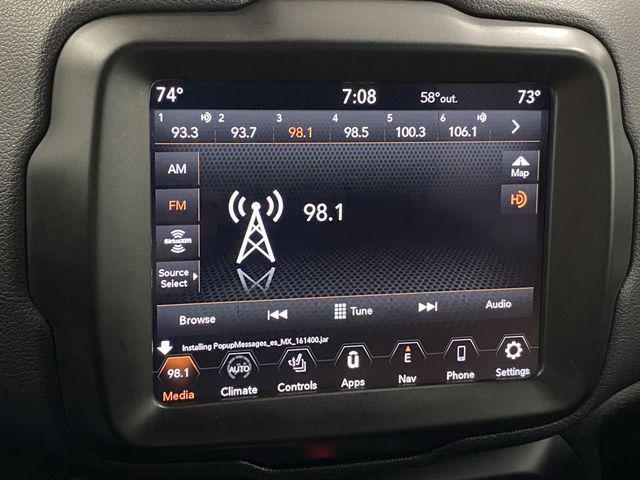 74° 7:08 58°out. 73°
1 2 3 4 5 6
93.3 93.7 98.1 98.5 100.3 106.1
AM
Map
FM
98.1
HD
SiriusXM
Source
Select
Browse Tune Audio
Installing PopupMessages_es_MX_161400.jar
98.1 AUTO E
Media Climate Controls Apps Nav Phone Settings